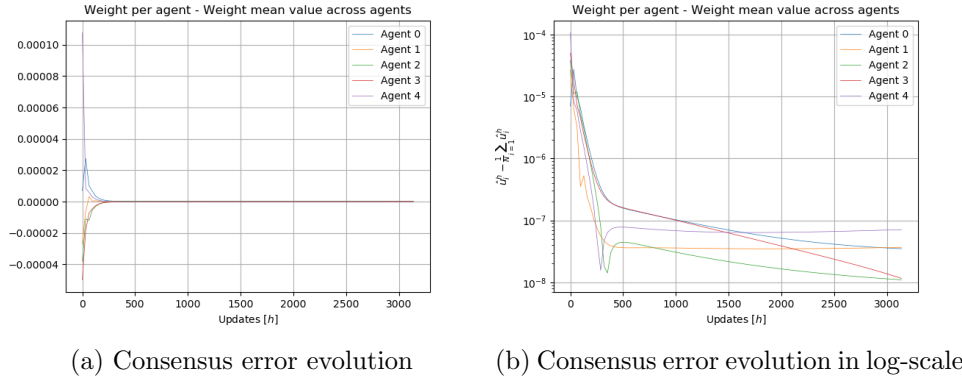 Weight per agent - Weight mean value across agents
0.00010
0.00008
0.00006
0.00004
0.00002
0.00000
−0.00002
−0.00004
0 500 1000 1500 2000 2500 3000
Updates [h]
Agent 0
Agent 1
Agent 2
Agent 3
Agent 4
(a) Consensus error evolution
Weight per agent - Weight mean value across agents
10⁻⁴
10⁻⁵
10⁻⁶
10⁻⁷
10⁻⁸
û_i^h − 1/N ∑_{i=1}^N û_i^h
0 500 1000 1500 2000 2500 3000
Updates [h]
Agent 0
Agent 1
Agent 2
Agent 3
Agent 4
(b) Consensus error evolution in log-scale